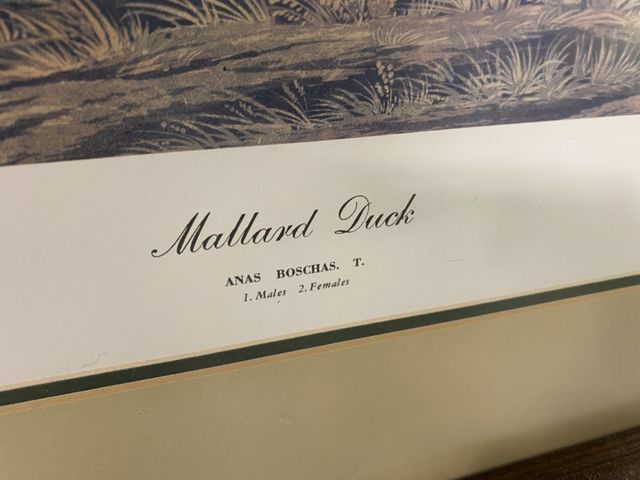 Mallard Duck
ANAS BOSCHAS. T.
1. Males 2. Females